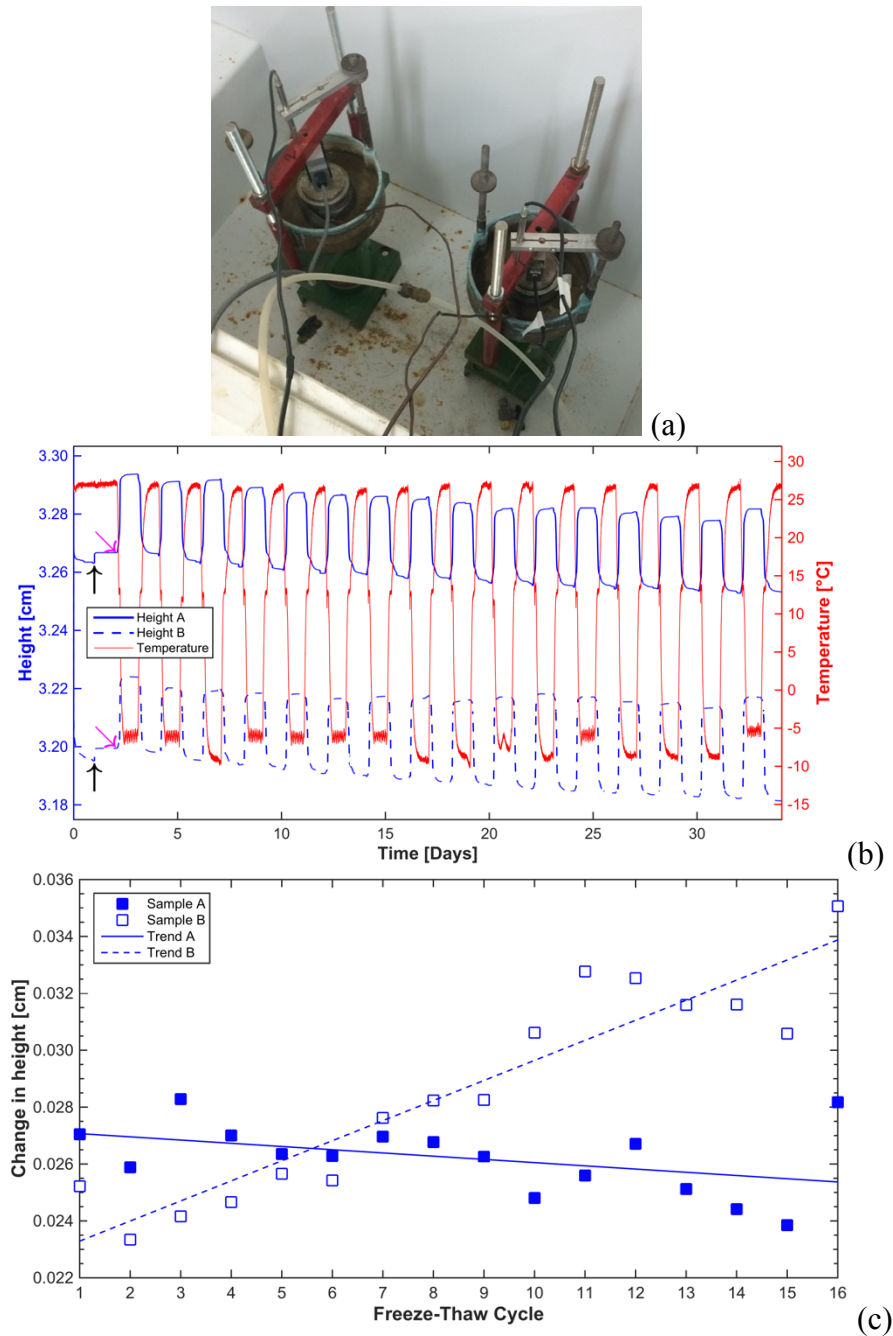 (a)
3.30
3.28
3.26
3.24
3.22
3.20
3.18
Height [cm]
Height A
Height B
Temperature
30
25
20
15
10
5
0
-5
-10
-15
Temperature [°C]
0 5 10 15 20 25 30
Time [Days]
(b)
0.036
0.034
0.032
0.030
0.028
0.026
0.024
0.022
Change in height [cm]
Sample A
Sample B
Trend A
Trend B
1 2 3 4 5 6 7 8 9 10 11 12 13 14 15 16
Freeze-Thaw Cycle
(c)